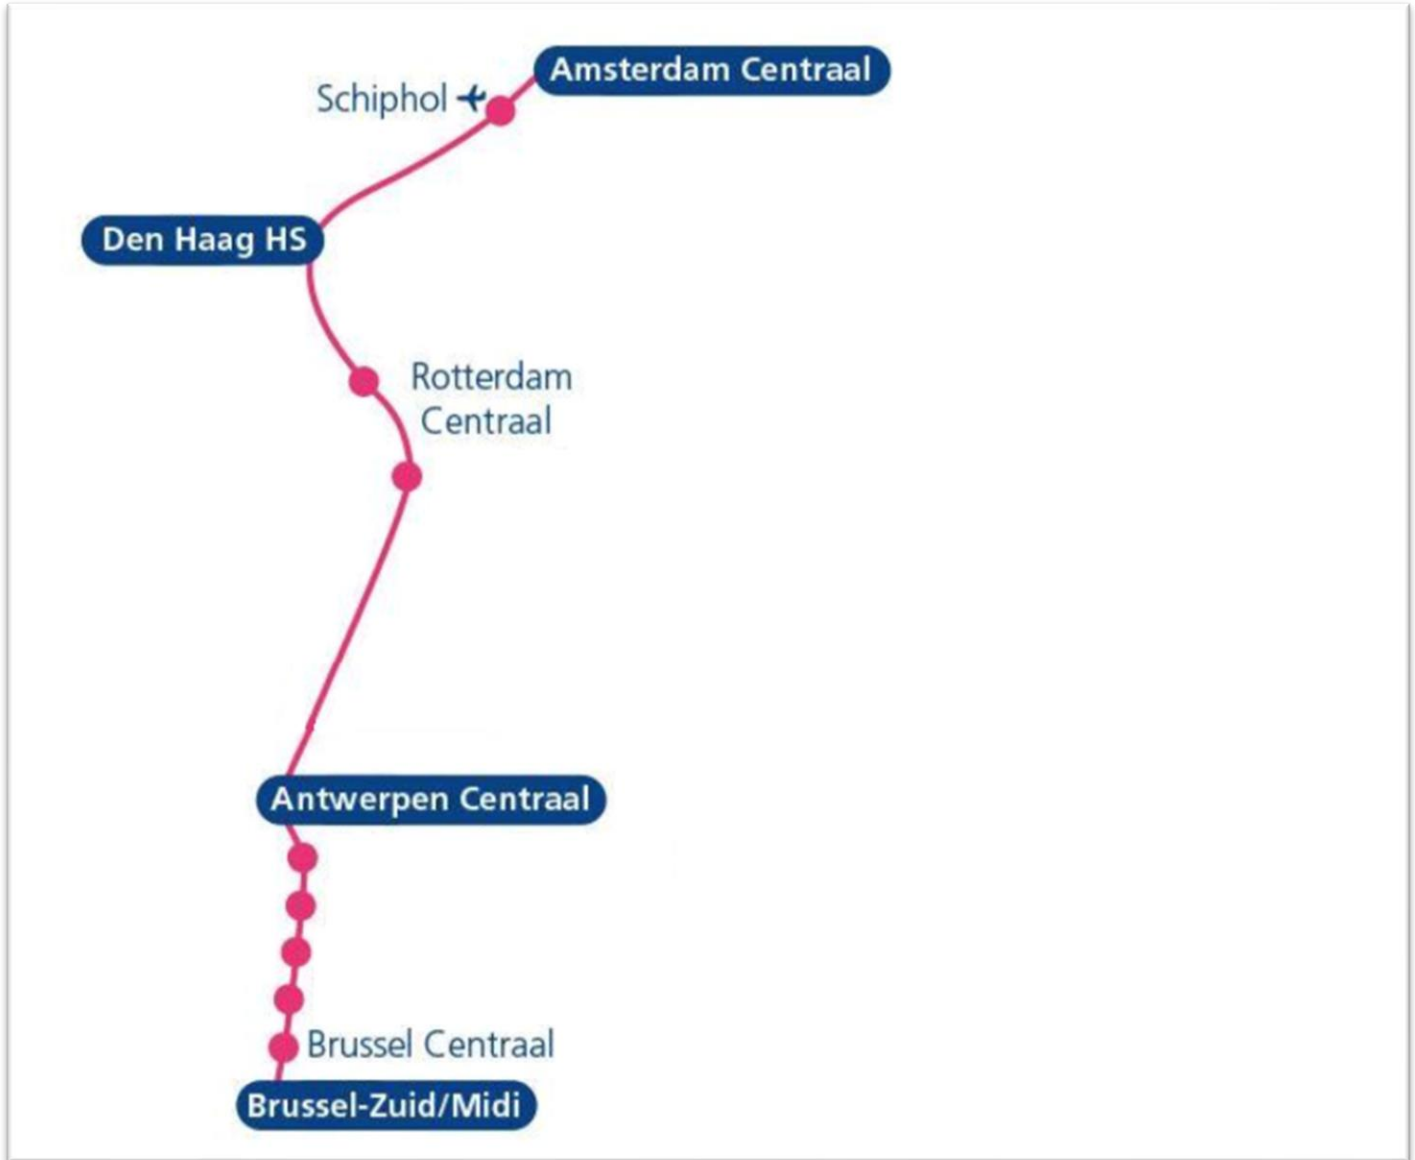 Amsterdam Centraal
Schiphol
Den Haag HS
Rotterdam
Centraal
Antwerpen Centraal
Brussel Centraal
Brussel-Zuid/Midi